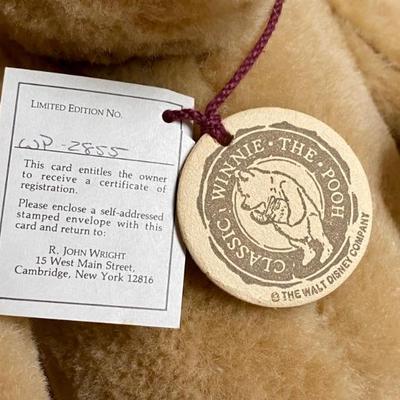 LIMITED EDITION NO.
WP-2855
This card entitles the owner
to receive a certificate of
registration.
Please enclose a self-addressed
stamped envelope with this
card and return to:
R. JOHN WRIGHT
15 West Main Street,
Cambridge, New York 12816
CLASSIC • WINNIE • THE • POOH
© THE WALT DISNEY COMPANY